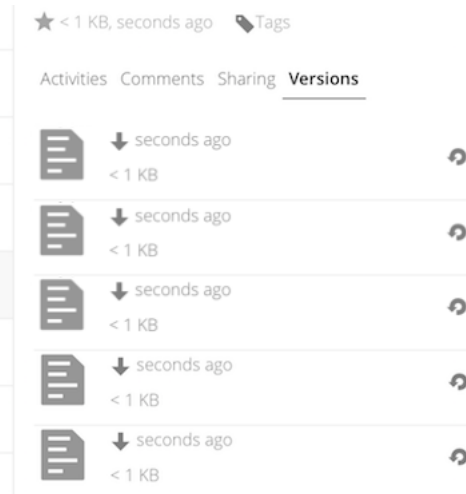 < 1 KB, seconds ago Tags
Activities Comments Sharing Versions
seconds ago
< 1 KB
seconds ago
< 1 KB
seconds ago
< 1 KB
seconds ago
< 1 KB
seconds ago
< 1 KB